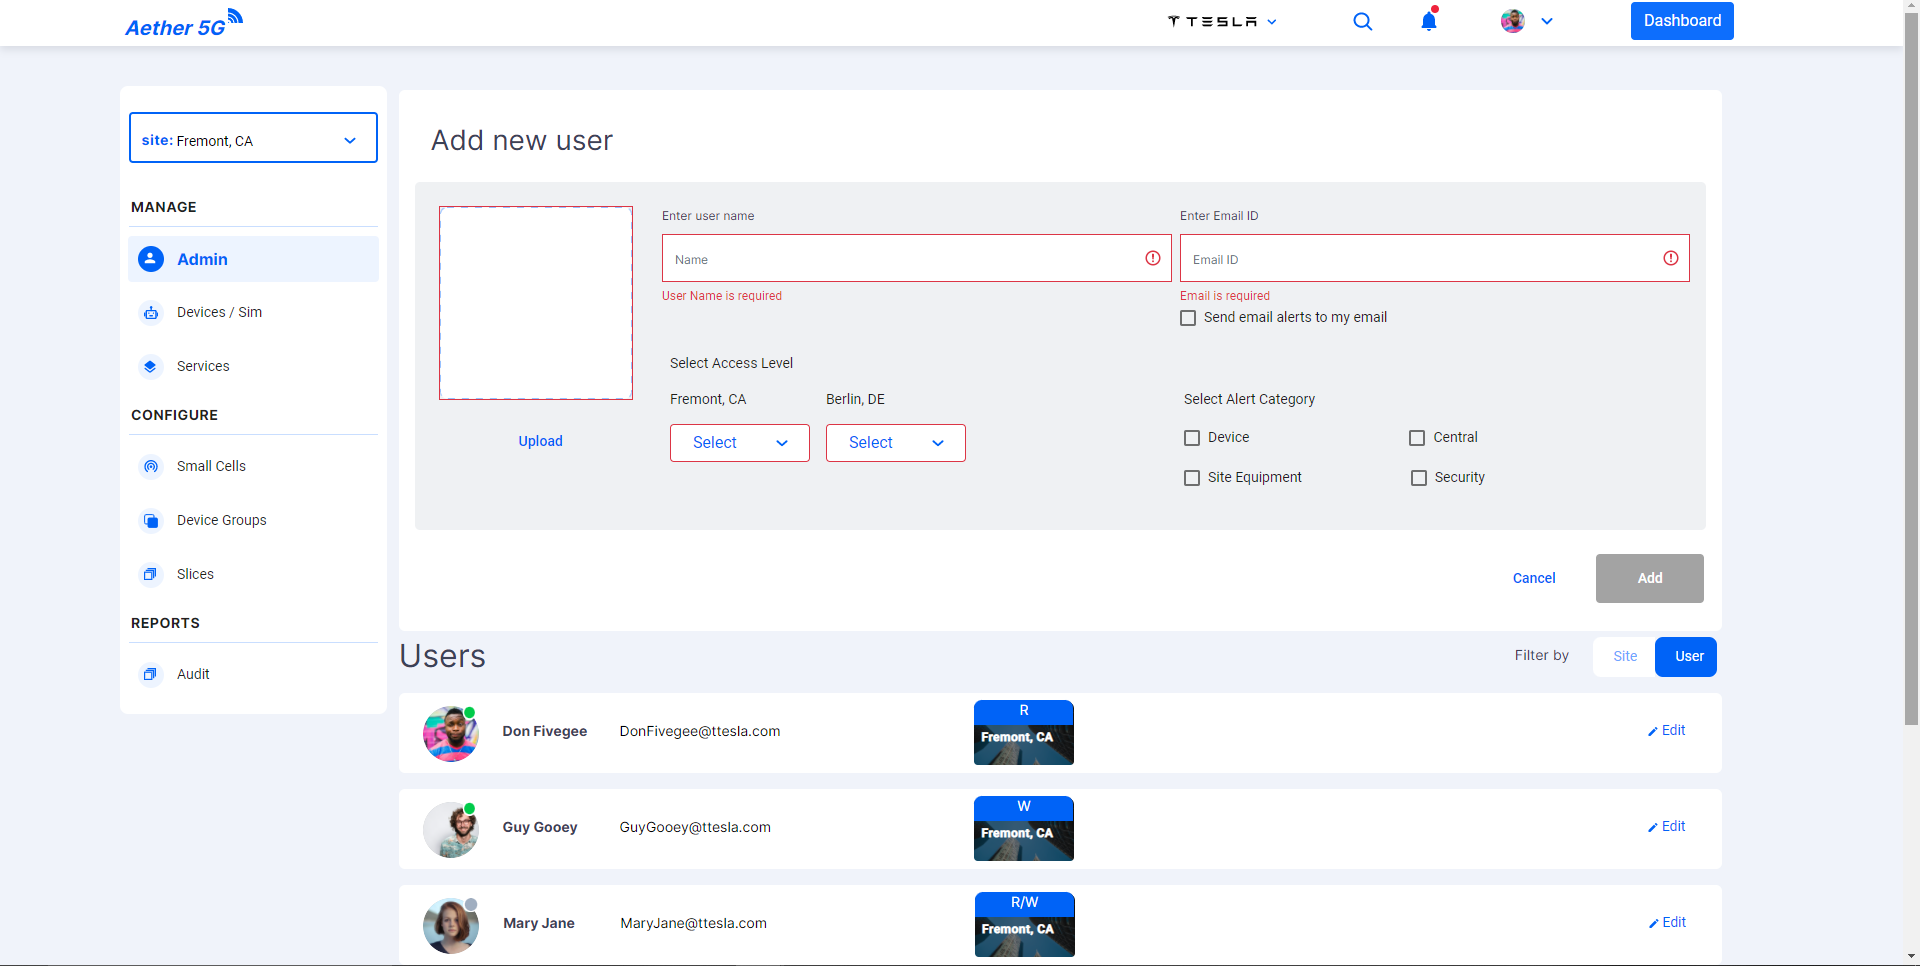 Aether 5G
TESLA
Dashboard
site: Fremont, CA
MANAGE
Admin
Devices / Sim
Services
CONFIGURE
Small Cells
Device Groups
Slices
REPORTS
Audit
Add new user
Enter user name
Name
User Name is required
Enter Email ID
Email ID
Email is required
Send email alerts to my email
Upload
Select Access Level
Fremont, CA
Berlin, DE
Select
Select
Select Alert Category
Device
Central
Site Equipment
Security
Cancel
Add
Users
Filter by
Site
User
Don Fivegee
DonFivegee@ttesla.com
R
Fremont, CA
Edit
Guy Gooey
GuyGooey@ttesla.com
W
Fremont, CA
Edit
Mary Jane
MaryJane@ttesla.com
R/W
Fremont, CA
Edit